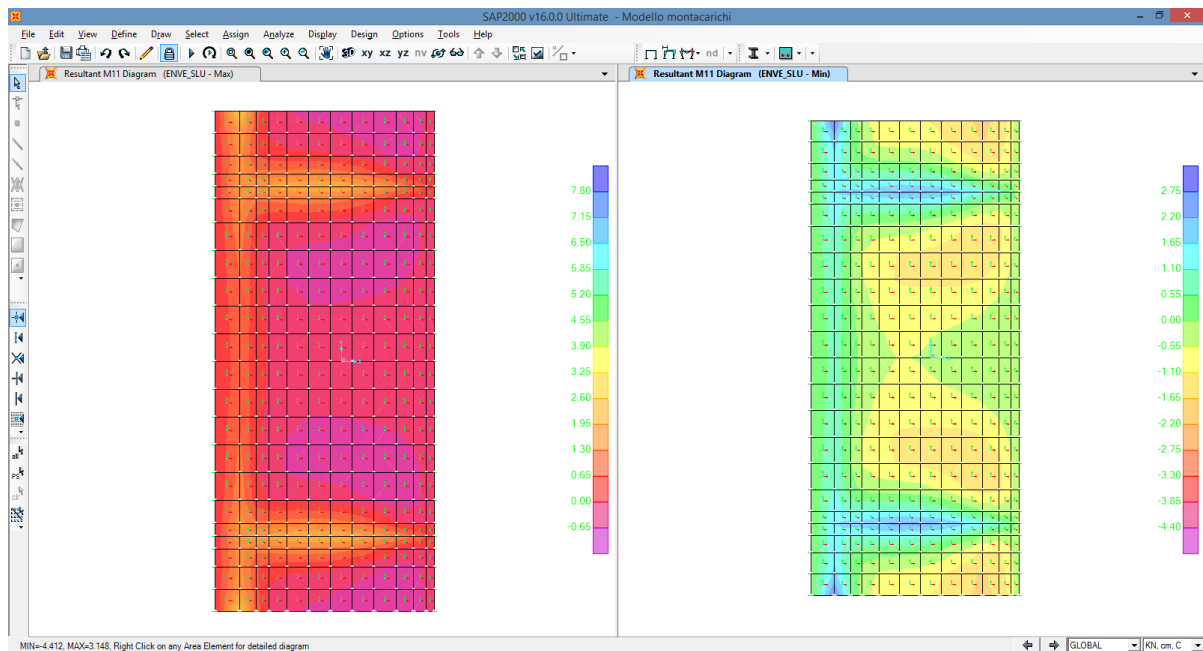 SAP2000 v16.0.0 Ultimate - Modello montacarichi
File Edit View Define Draw Select Assign Analyze Display Design Options Tools Help
3D xy xz yz nv nd
Resultant M11 Diagram (ENVE_SLU - Max)
Resultant M11 Diagram (ENVE_SLU - Min)
all
PS
clr
7.80
7.15
6.50
5.85
5.20
4.55
3.90
3.25
2.60
1.95
1.30
0.65
0.00
-0.65
2.75
2.20
1.65
1.10
0.55
0.00
-0.55
-1.10
-1.65
-2.20
-2.75
-3.30
-3.85
-4.40
MIN=-4.412, MAX=3.148, Right Click on any Area Element for detailed diagram
GLOBAL
KN, cm, C